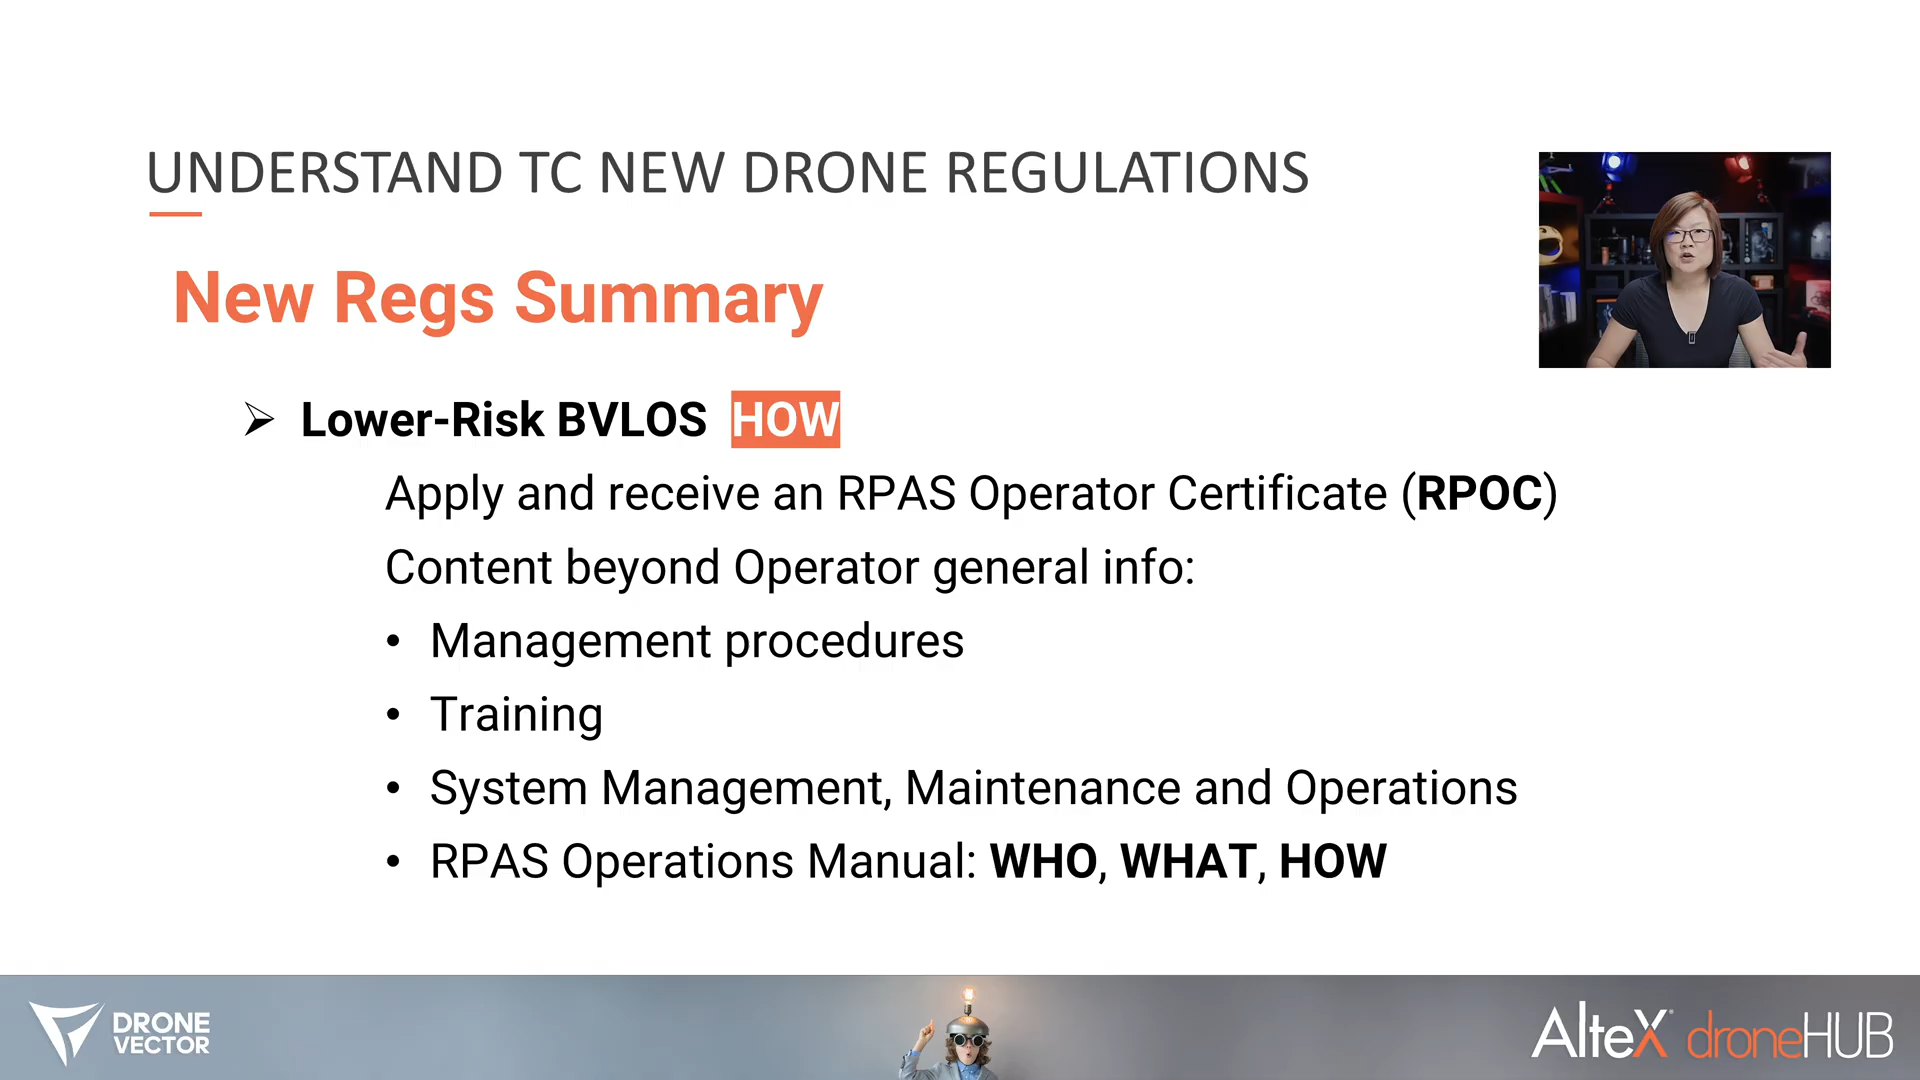 UNDERSTAND TC NEW DRONE REGULATIONS
New Regs Summary
➢ Lower-Risk BVLOS HOW
Apply and receive an RPAS Operator Certificate (RPOC)
Content beyond Operator general info:
• Management procedures
• Training
• System Management, Maintenance and Operations
• RPAS Operations Manual: WHO, WHAT, HOW
DRONE
VECTOR
AlteX droneHUB